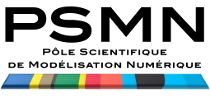 PSMN
PÔLE SCIENTIFIQUE
DE MODÉLISATION NUMÉRIQUE